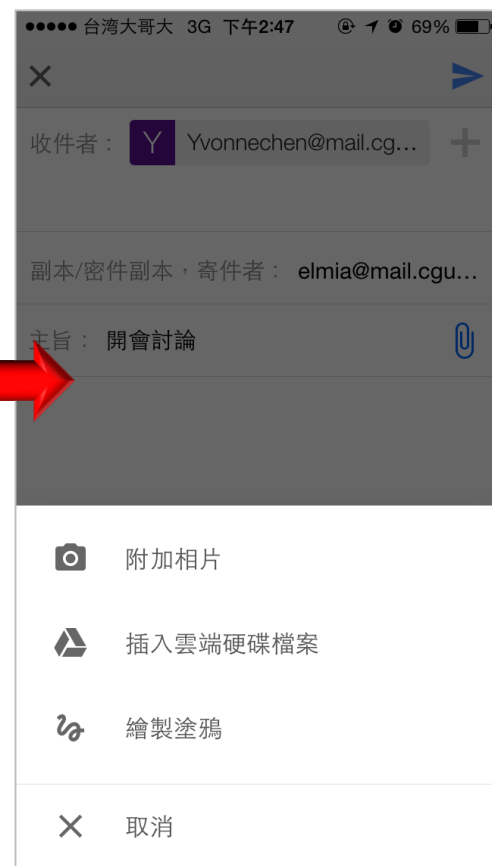 ●●●●● 台灣大哥大 3G 下午2:47 69%
收件者： Y Yvonnechen@mail.cg...
副本/密件副本，寄件者： elmia@mail.cgu...
主旨： 開會討論
附加相片
插入雲端硬碟檔案
繪製塗鴉
取消